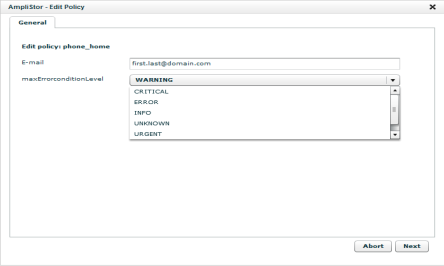 AmpliStor - Edit Policy
General
Edit policy: phone_home
E-mail
first.last@domain.com
maxErrorconditionLevel
WARNING
CRITICAL
ERROR
INFO
UNKNOWN
URGENT
Abort Next